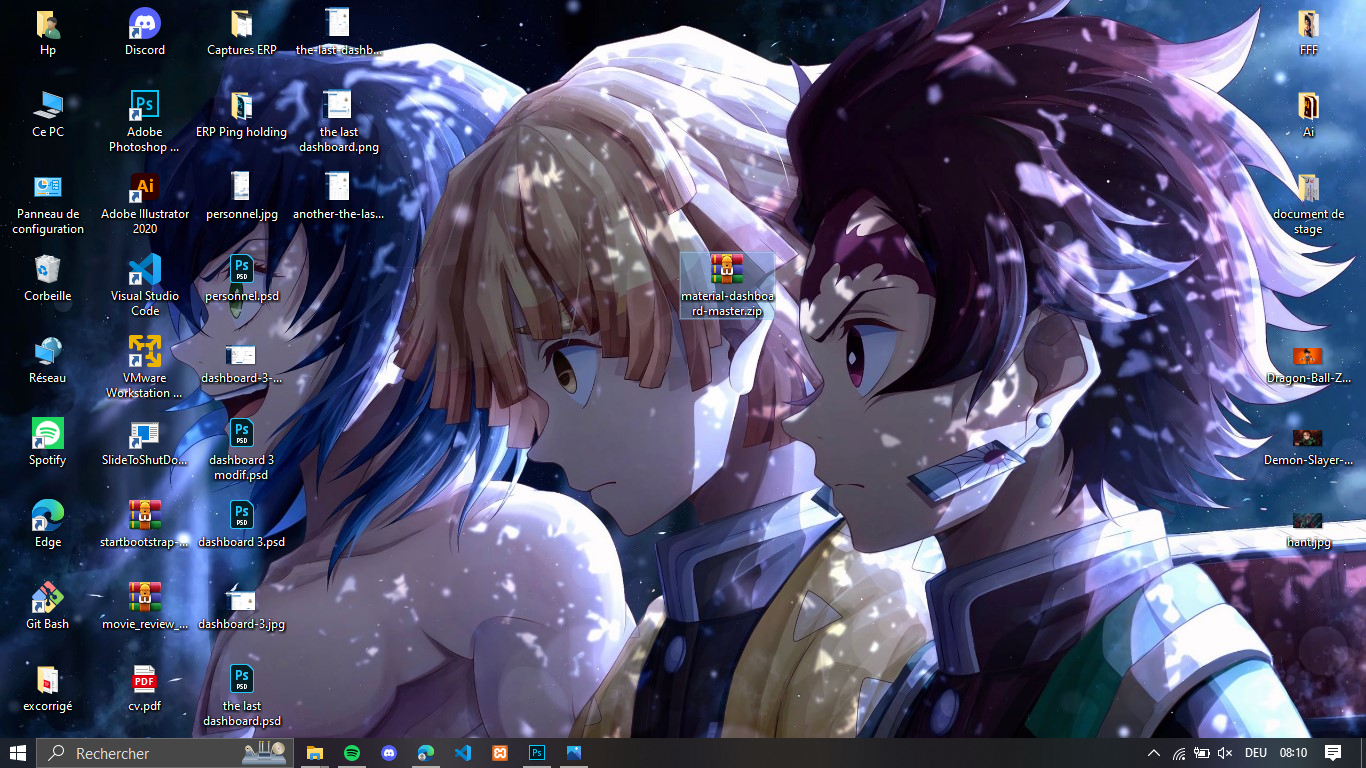 Hp
Discord
Captures ERP
the-last-dashb...
FFF
Ce PC
Adobe
Photoshop ...
ERP Ping holding
the last
dashboard.png
Ai
Panneau de
configuration
Adobe Illustrator
2020
personnel.jpg
another-the-las...
document de
stage
Corbeille
Visual Studio
Code
personnel.psd
material-dashboa
rd-master.zip
Réseau
VMware
Workstation ...
dashboard-3-...
Dragon-Ball-Z...
Spotify
SlideToShutDo...
dashboard 3
modif.psd
Demon-Slayer-...
Edge
startbootstrap-...
dashboard 3.psd
hant.jpg
Git Bash
movie_review_...
dashboard-3.jpg
excorrigé
PDF
cv.pdf
the last
dashboard.psd
Rechercher
DEU
08:10